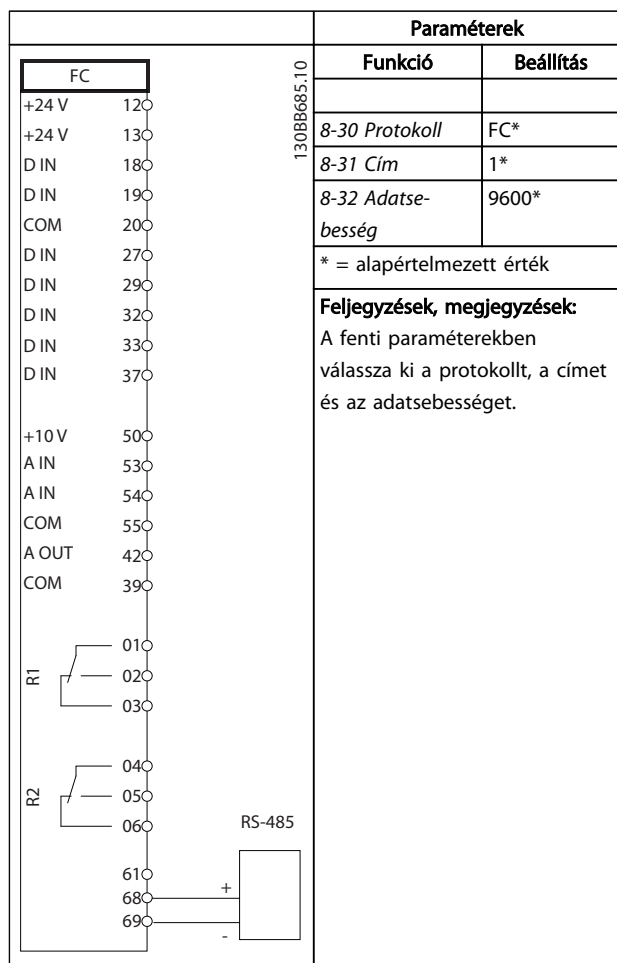 Paraméterek
Funkció Beállítás
8-30 Protokoll FC*
8-31 Cím 1*
8-32 Adatse- 9600*
besség
* = alapértelmezett érték
Feljegyzések, megjegyzések:
A fenti paraméterekben
válassza ki a protokollt, a címet
és az adatsebességet.
130BB685.10
FC
+24 V 12
+24 V 13
D IN 18
D IN 19
COM 20
D IN 27
D IN 29
D IN 32
D IN 33
D IN 37
+10 V 50
A IN 53
A IN 54
COM 55
A OUT 42
COM 39
R1
01
02
03
R2
04
05
06
RS-485
61
68 +
69 -